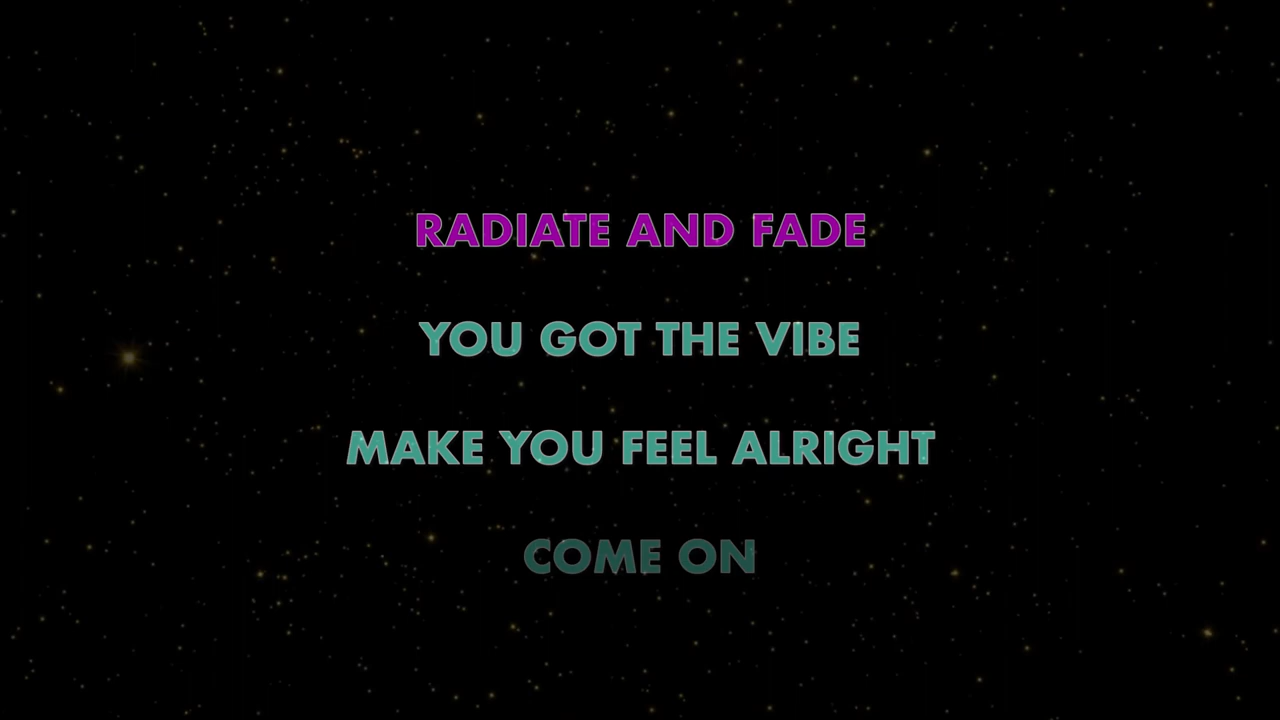 RADIATE AND FADE
YOU GOT THE VIBE
MAKE YOU FEEL ALRIGHT
COME ON